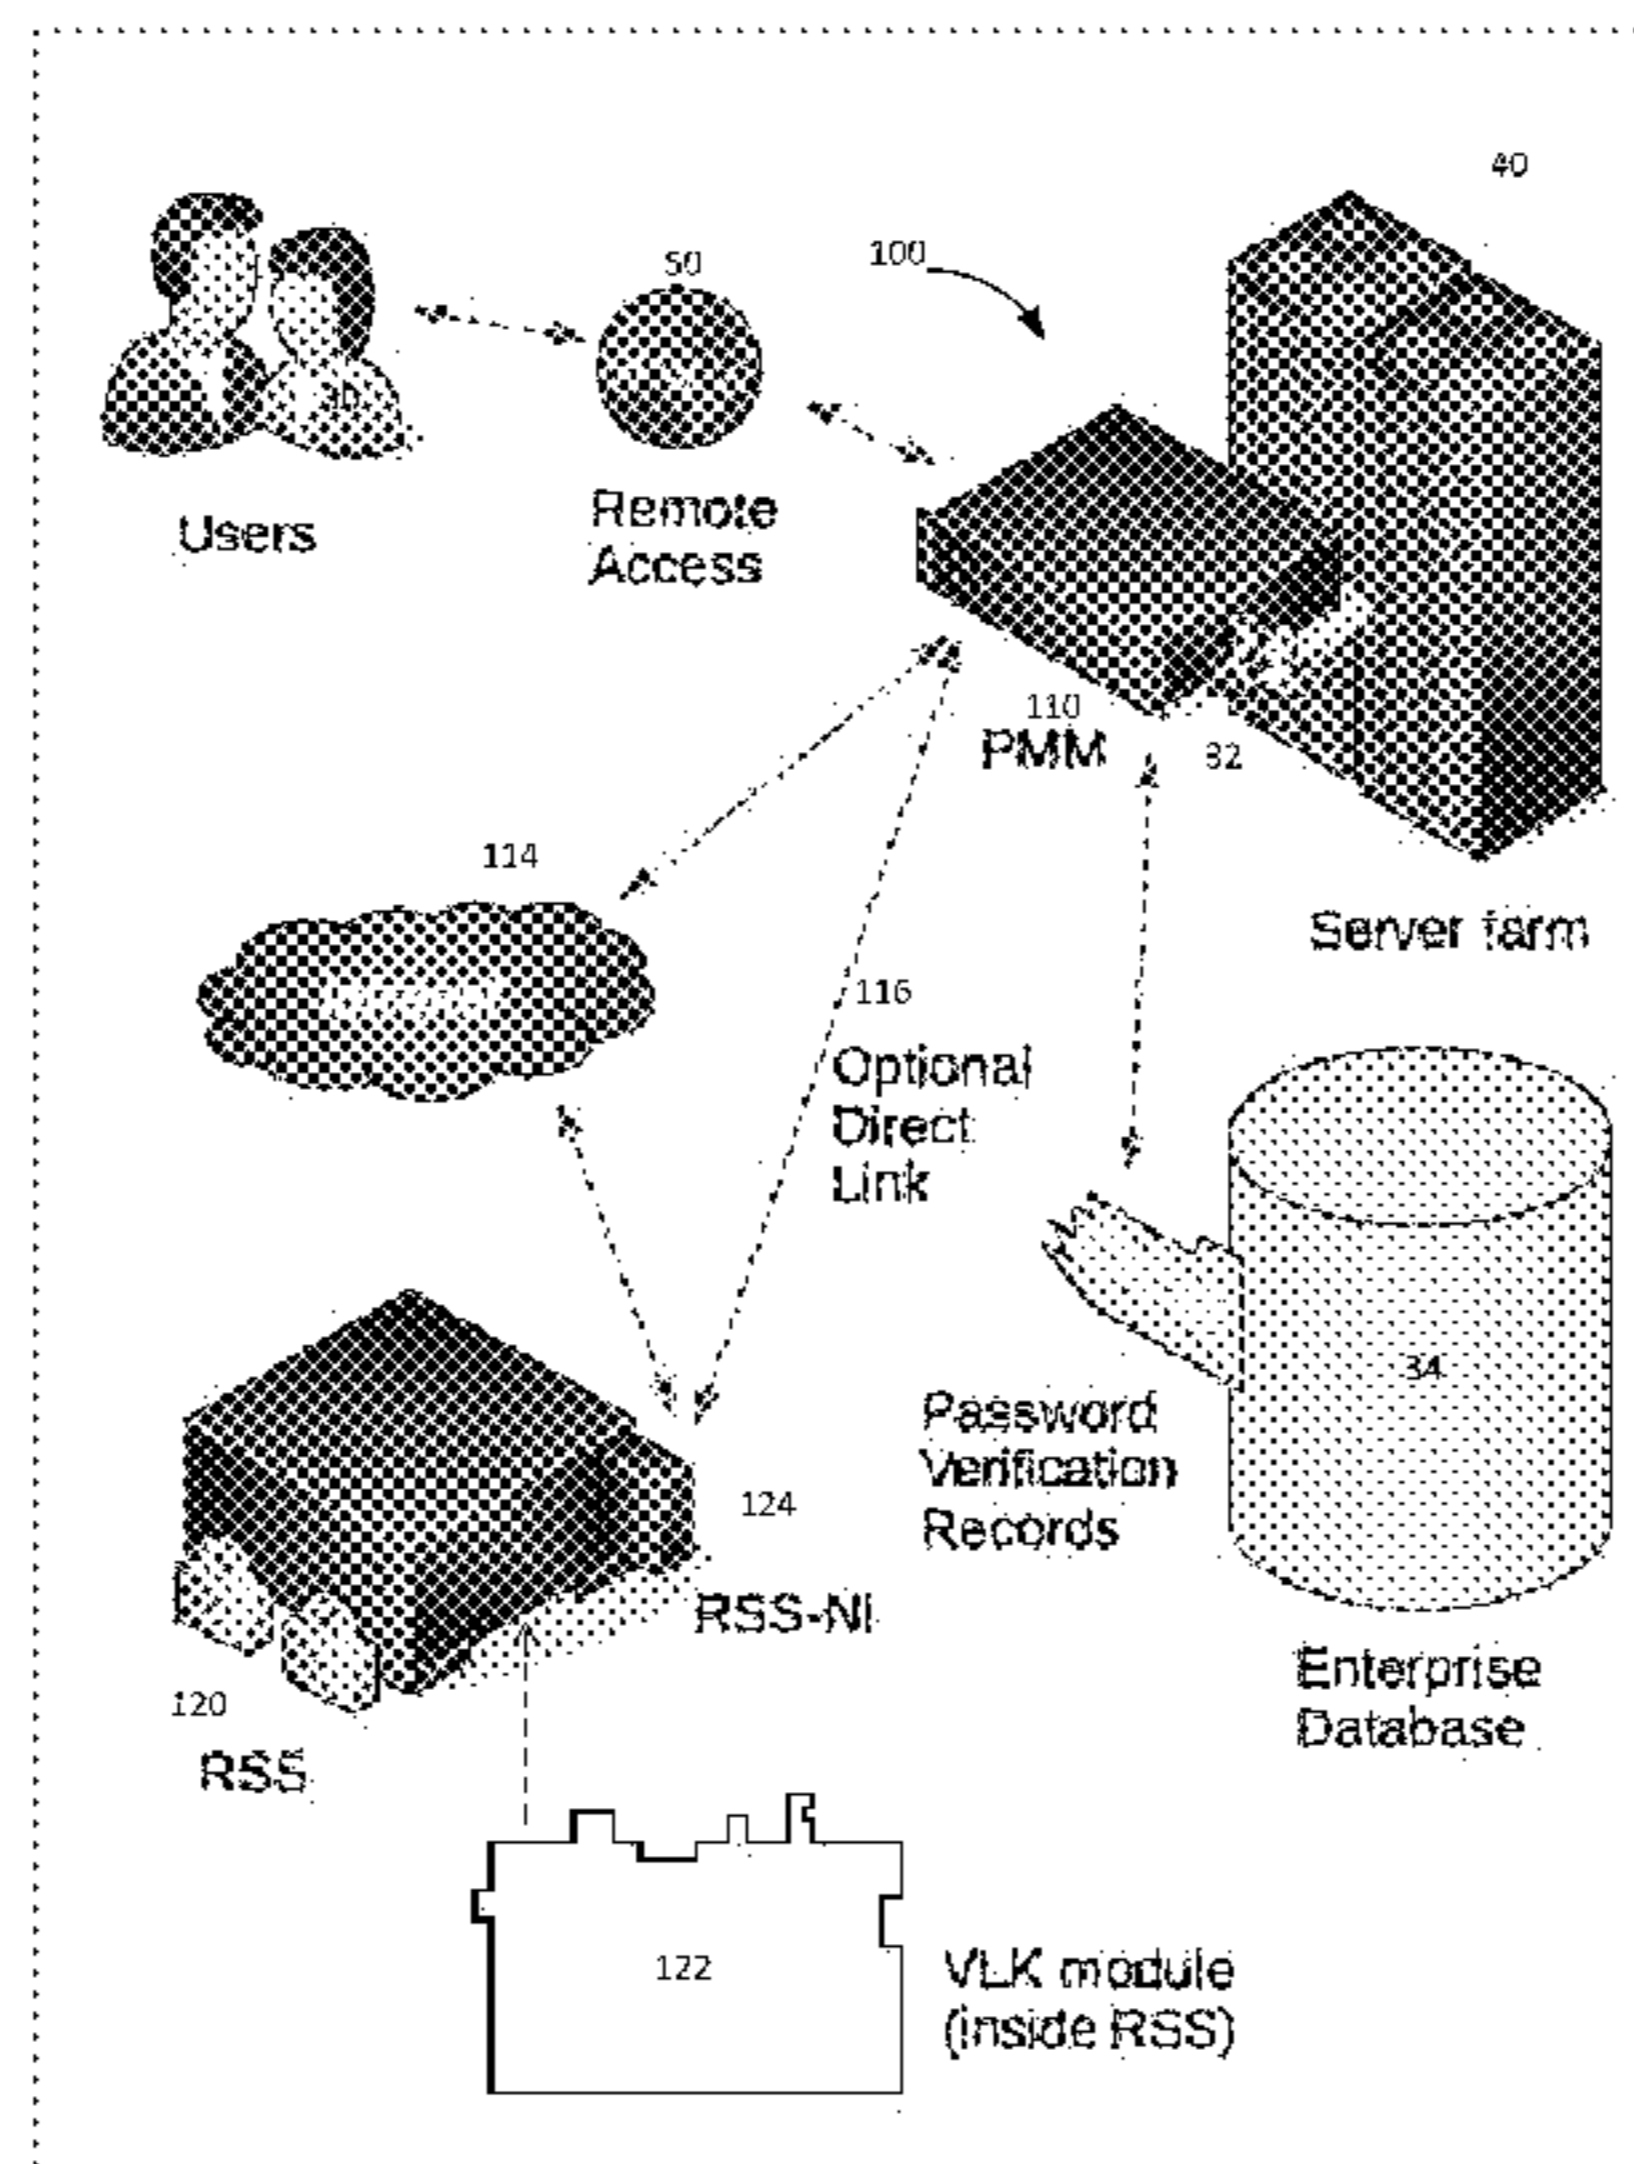 40
50
100
Users
Remote
Access
110
PMM
32
114
Server farm
116
Optional
Direct
Link
34
Password
Verification
Records
124
RSS-NI
120
RSS
Enterprise
Database
122
VLK module
(inside RSS)